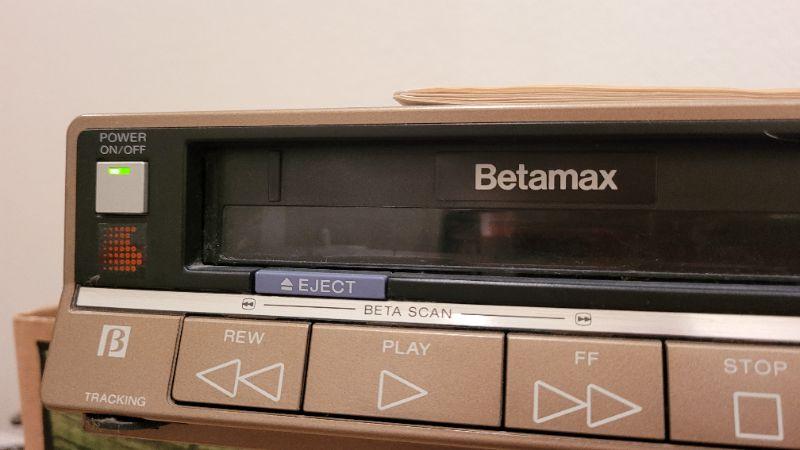 POWER
ON/OFF
Betamax
EJECT
BETA SCAN
β
REW
PLAY
FF
STOP
TRACKING